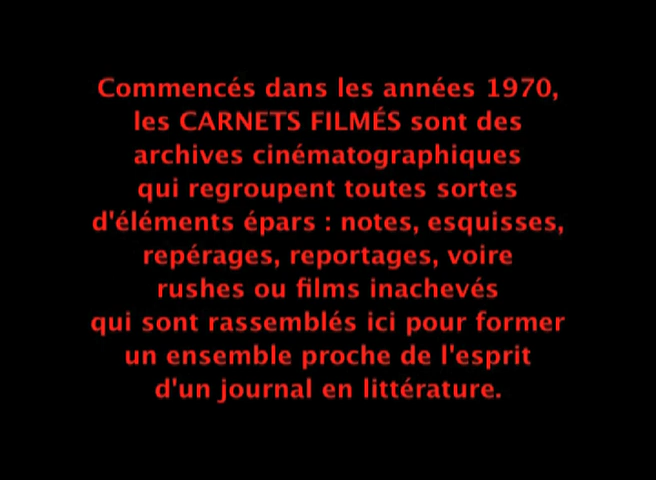 Commencés dans les années 1970,
les CARNETS FILMÉS sont des
archives cinématographiques
qui regroupent toutes sortes
d'éléments épars : notes, esquisses,
repérages, reportages, voire
rushes ou films inachevés
qui sont rassemblés ici pour former
un ensemble proche de l'esprit
d'un journal en littérature.